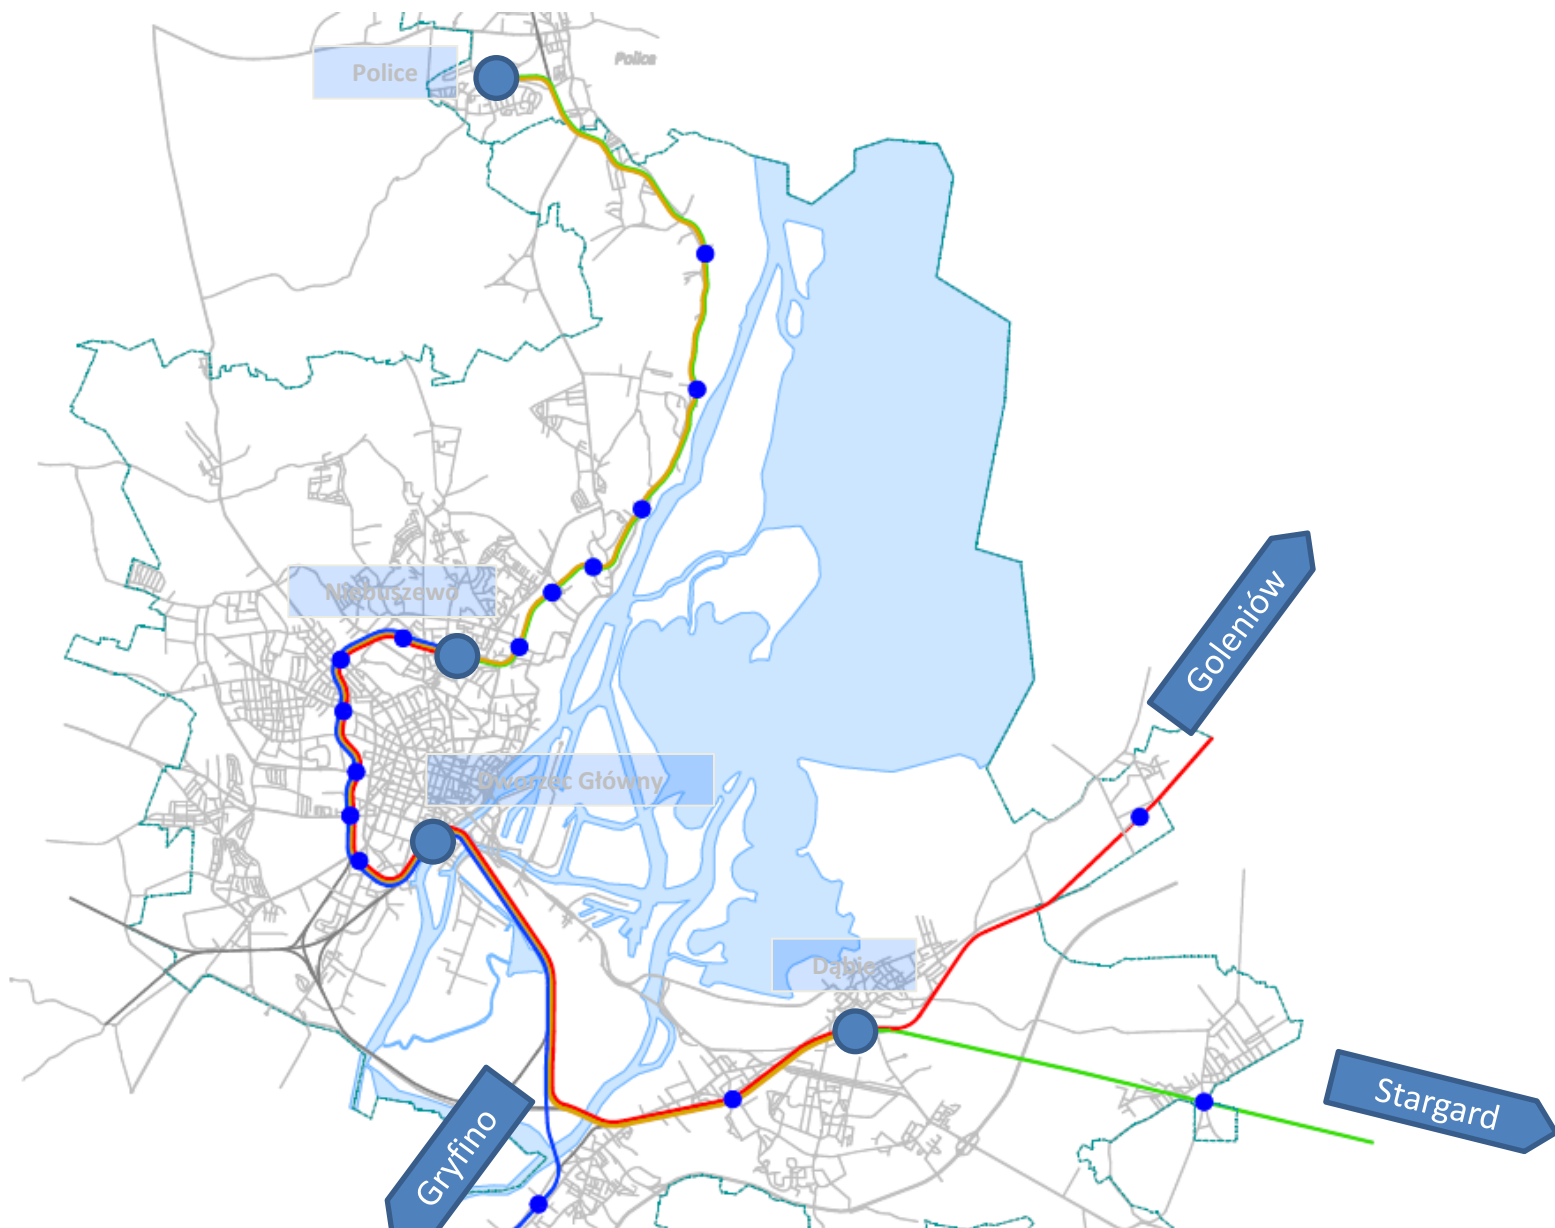 Police
Police
Niebuszewo
Goleniów
Dworzec Główny
Dąbie
Stargard
Gryfino